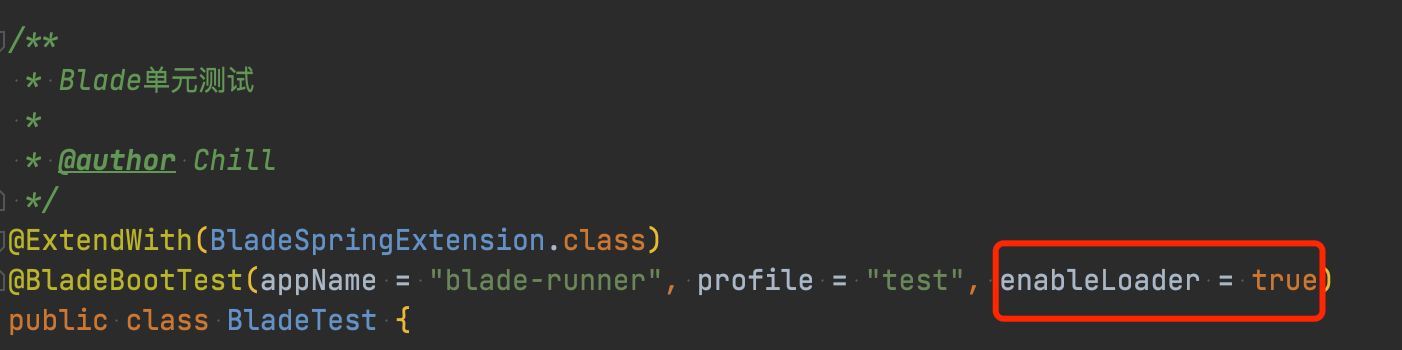 /**
 * Blade单元测试
 *
 * @author Chill
 */
@ExtendWith(BladeSpringExtension.class)
@BladeBootTest(appName = "blade-runner", profile = "test", enableLoader = true)
public class BladeTest {